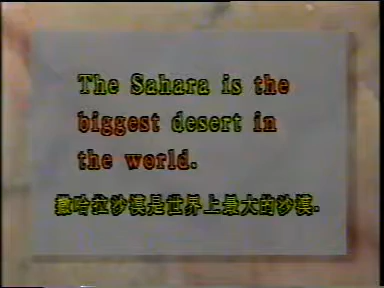 The Sahara is the
biggest desert in
the world.
撒哈拉沙漠是世界上最大的沙漠.